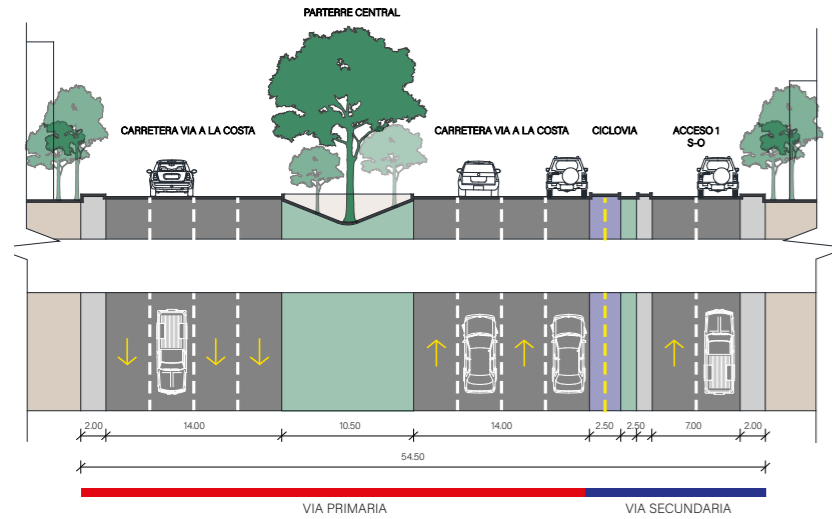 PARTERRE CENTRAL
CARRETERA VIA A LA COSTA
CARRETERA VIA A LA COSTA
CICLOVIA
ACCESO 1
S-O
2.00
14.00
10.50
14.00
2.50
2.50
7.00
2.00
54.50
VIA PRIMARIA
VIA SECUNDARIA